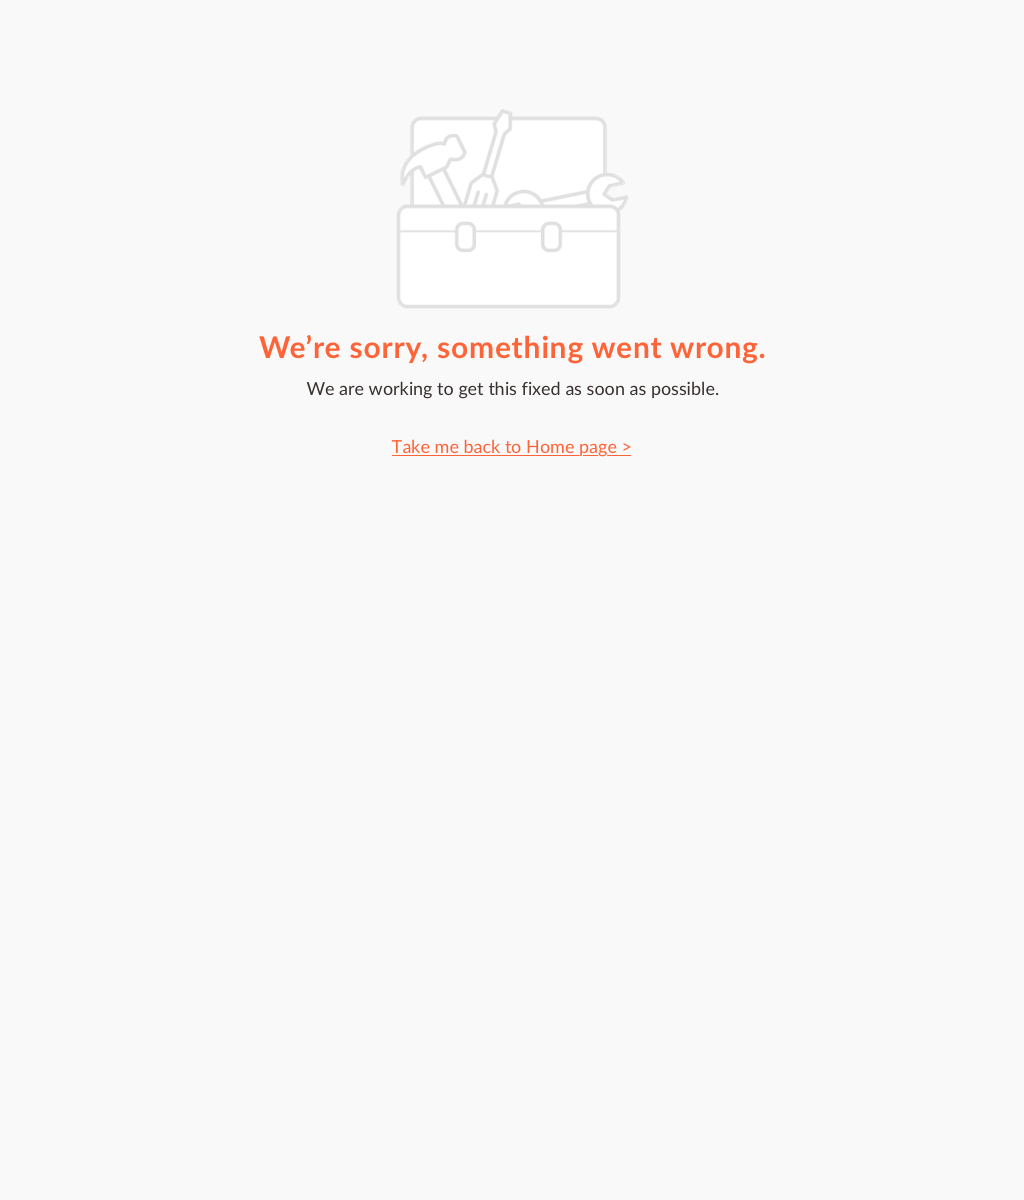 We’re sorry, something went wrong.
We are working to get this fixed as soon as possible.
Take me back to Home page >